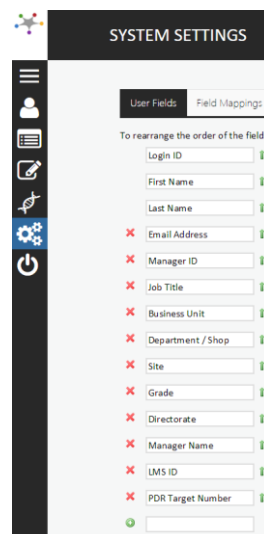 SYSTEM SETTINGS
User Fields
Field Mappings
To rearrange the order of the field
Login ID
First Name
Last Name
Email Address
Manager ID
Job Title
Business Unit
Department / Shop
Site
Grade
Directorate
Manager Name
LMS ID
PDR Target Number